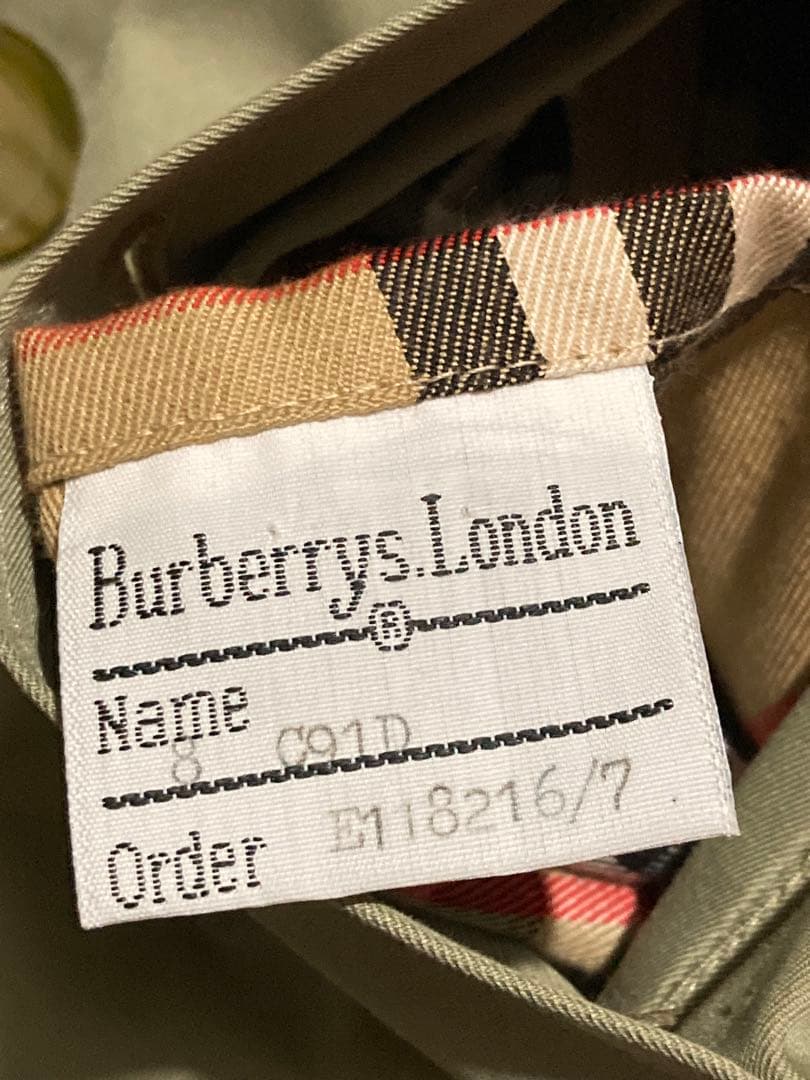 Burberrys.London
®
Name
8 C91D
Order E118216/7